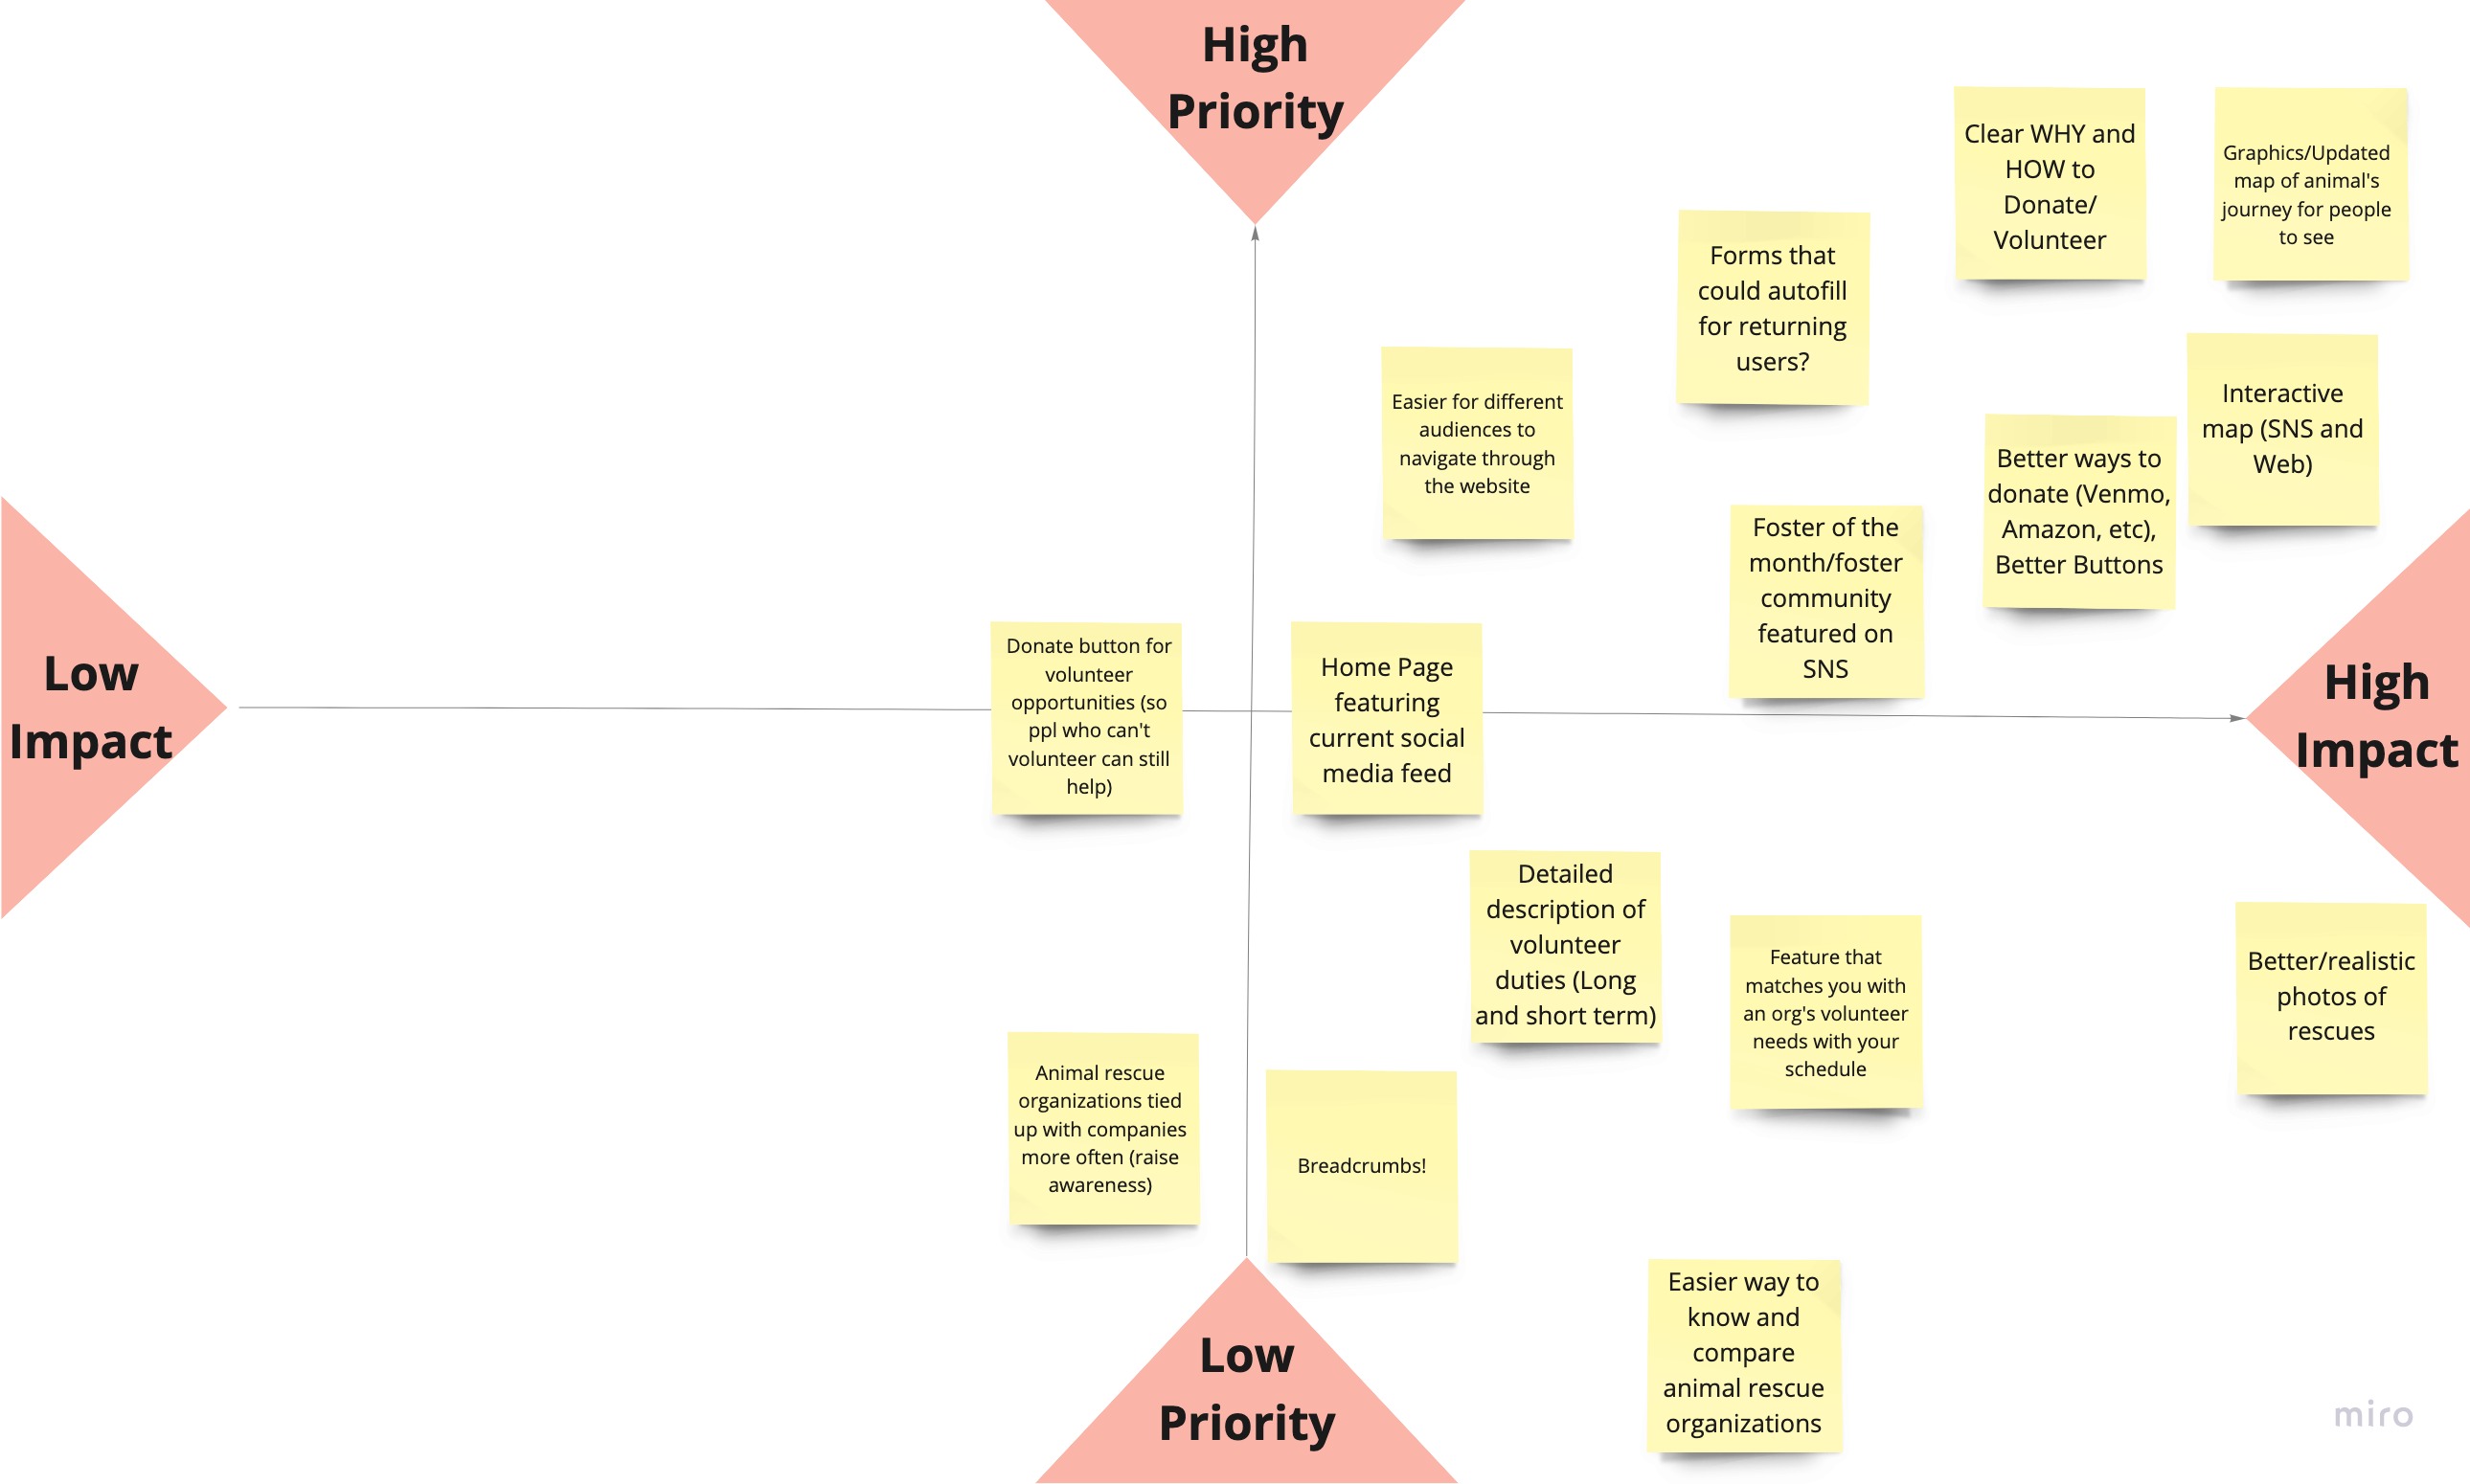 High
Priority
Clear WHY and
HOW to
Donate/
Volunteer
Graphics/Updated
map of animal's
journey for people
to see
Forms that
could autofill
for returning
users?
Easier for different
audiences to
navigate through
the website
Interactive
map (SNS and
Web)
Better ways to
donate (Venmo,
Amazon, etc),
Better Buttons
Foster of the
month/foster
community
featured on
SNS
Low
Impact
Donate button for
volunteer
opportunities (so
ppl who can't
volunteer can still
help)
Home Page
featuring
current social
media feed
High
Impact
Detailed
description of
volunteer
duties (Long
and short term)
Feature that
matches you with
an org's volunteer
needs with your
schedule
Better/realistic
photos of
rescues
Animal rescue
organizations tied
up with companies
more often (raise
awareness)
Breadcrumbs!
Easier way to
know and
compare
animal rescue
organizations
Low
Priority
miro